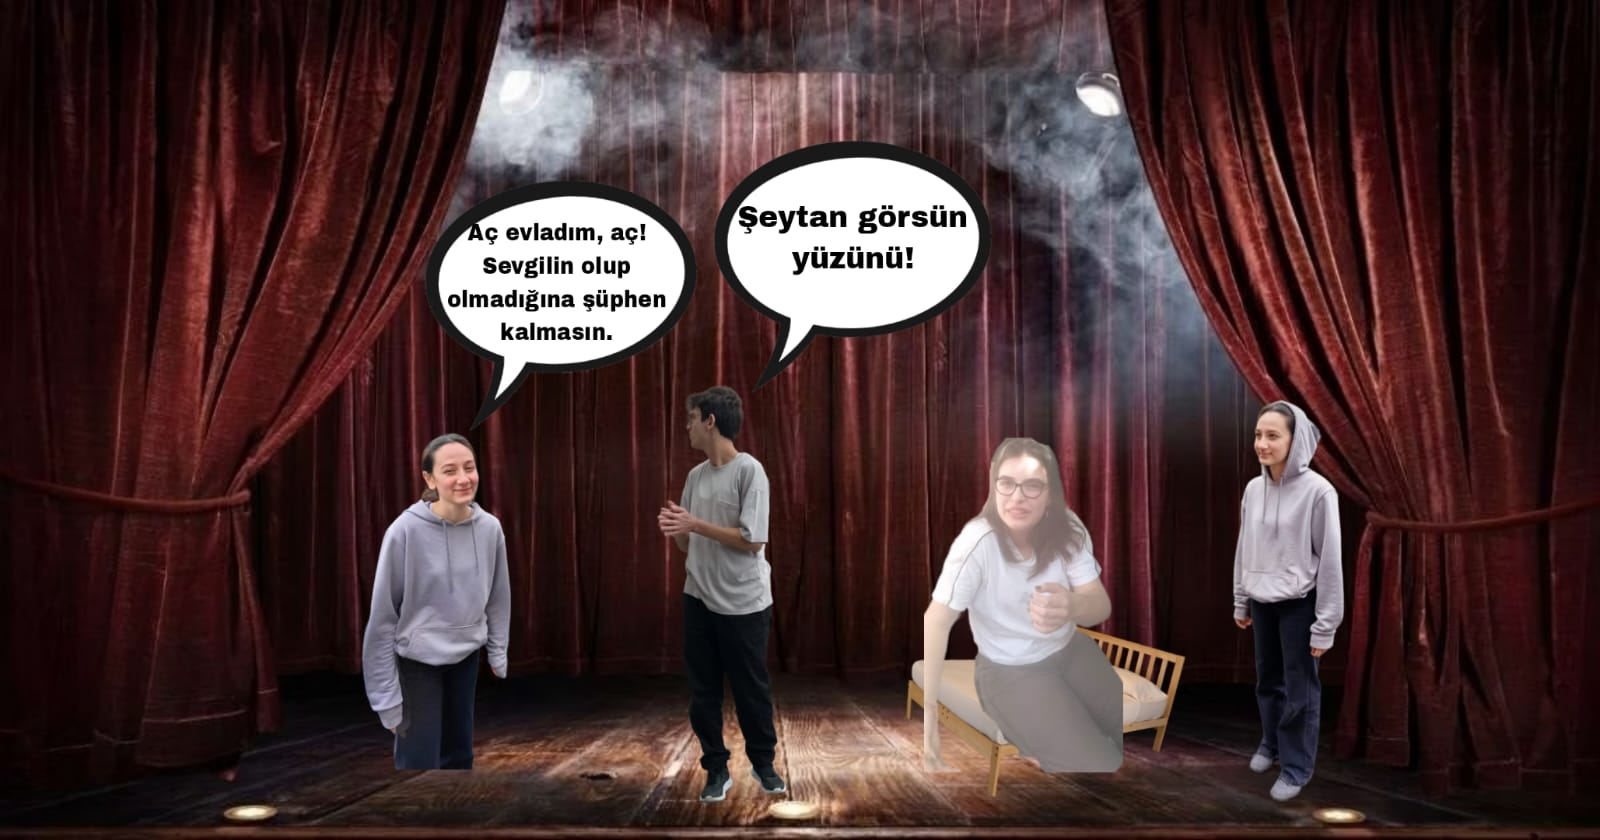 Aç evladım, aç!
Sevgilin olup
olmadığına şüphen
kalmasın.
Şeytan görsün
yüzünü!